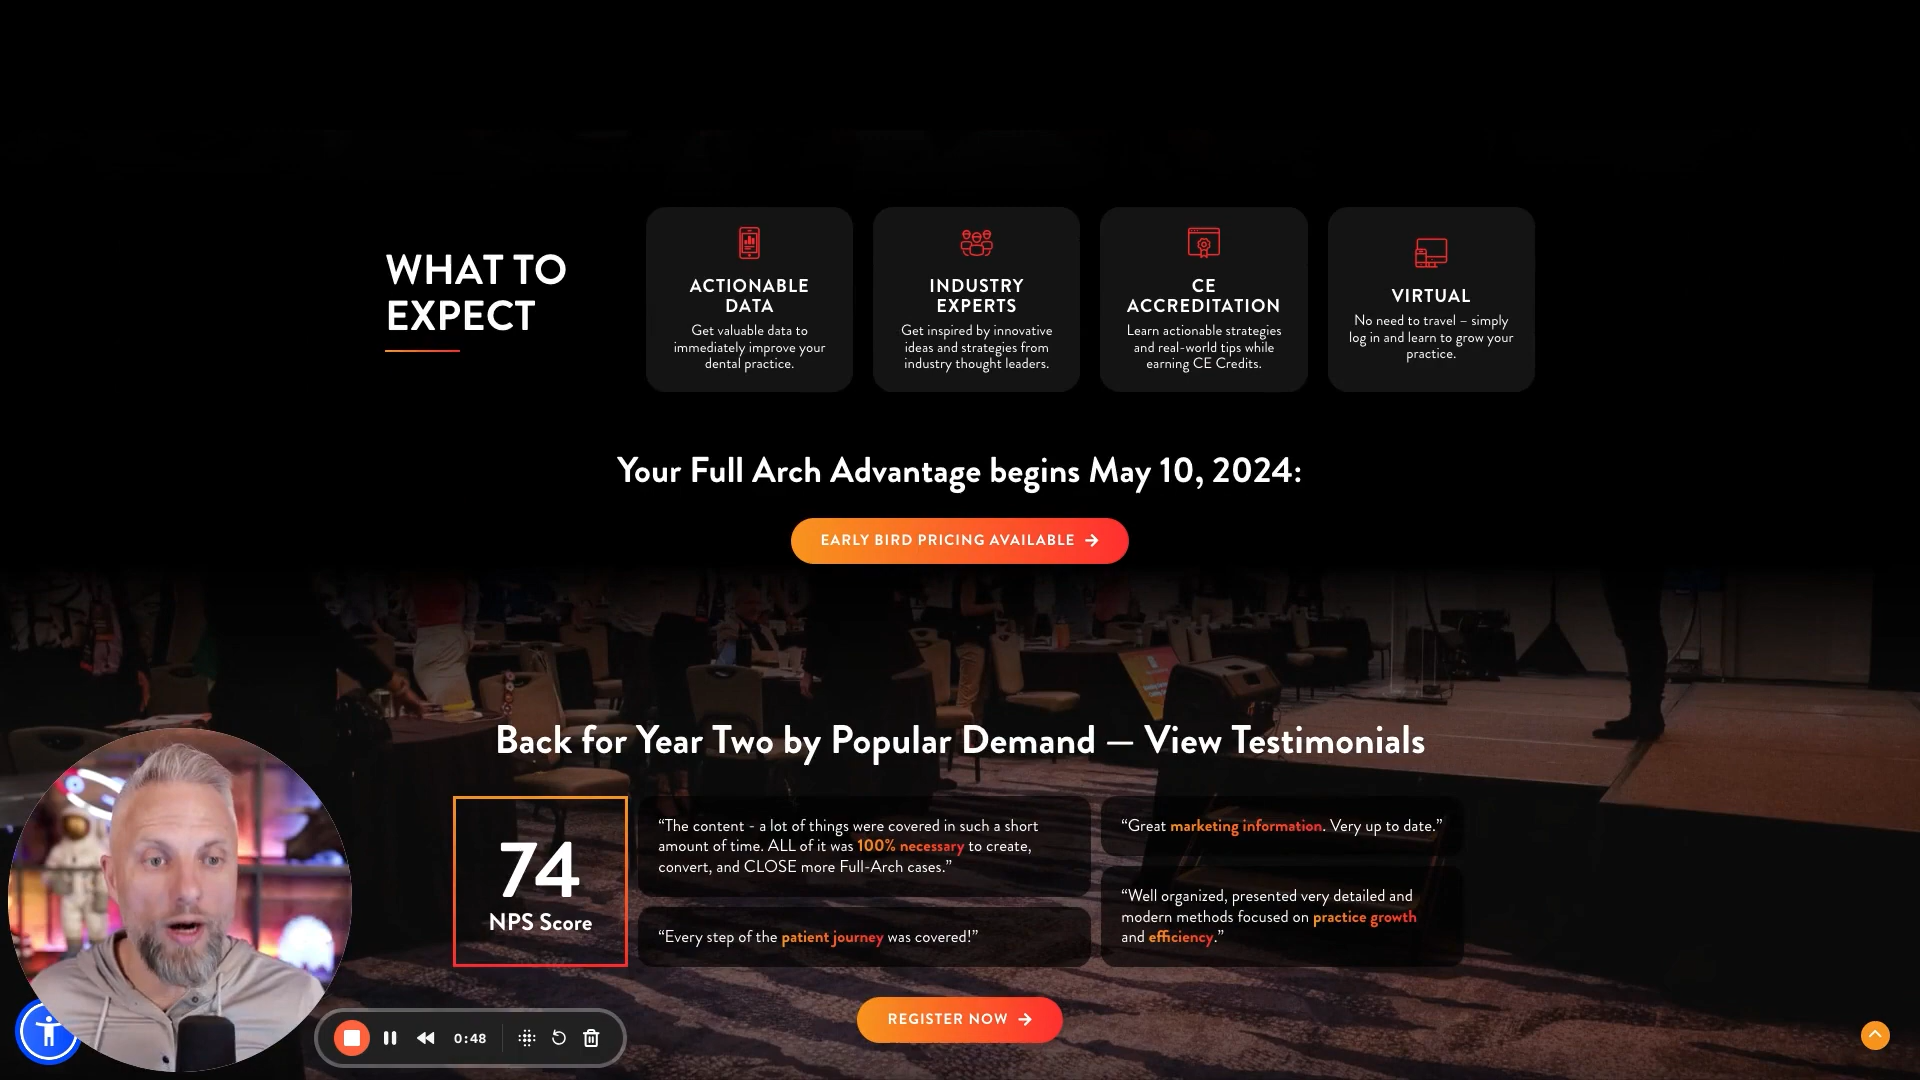 WHAT TO
EXPECT
ACTIONABLE
DATA
Get valuable data to
immediately improve your
dental practice.
INDUSTRY
EXPERTS
Get inspired by innovative
ideas and strategies from
industry thought leaders.
CE
ACCREDITATION
Learn actionable strategies
and real-world tips while
earning CE Credits.
VIRTUAL
No need to travel – simply
log in and learn to grow your
practice.
Your Full Arch Advantage begins May 10, 2024:
EARLY BIRD PRICING AVAILABLE
Back for Year Two by Popular Demand — View Testimonials
74
NPS Score
“The content - a lot of things were covered in such a short
amount of time. ALL of it was 100% necessary to create,
convert, and CLOSE more Full-Arch cases.”
“Every step of the patient journey was covered!”
“Great marketing information. Very up to date.”
“Well organized, presented very detailed and
modern methods focused on practice growth
and efficiency.”
REGISTER NOW
0:48